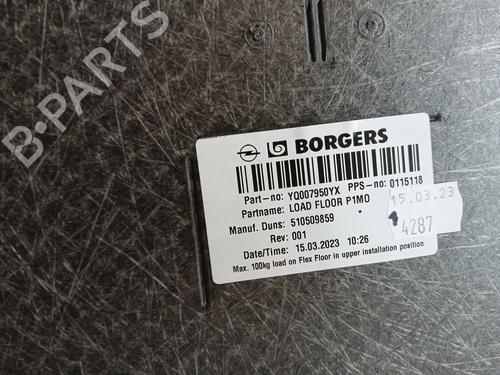 B-PARTS
BORGERS
Part-no: YQ007950YX PPS-no: 0115118
Partname: LOAD FLOOR P1MO
Manuf. Duns: 510509859
Rev: 001
Date/Time: 15.03.2023 10:26
Max. 100kg load on Flex Floor in upper installation position
15.03.23
4287